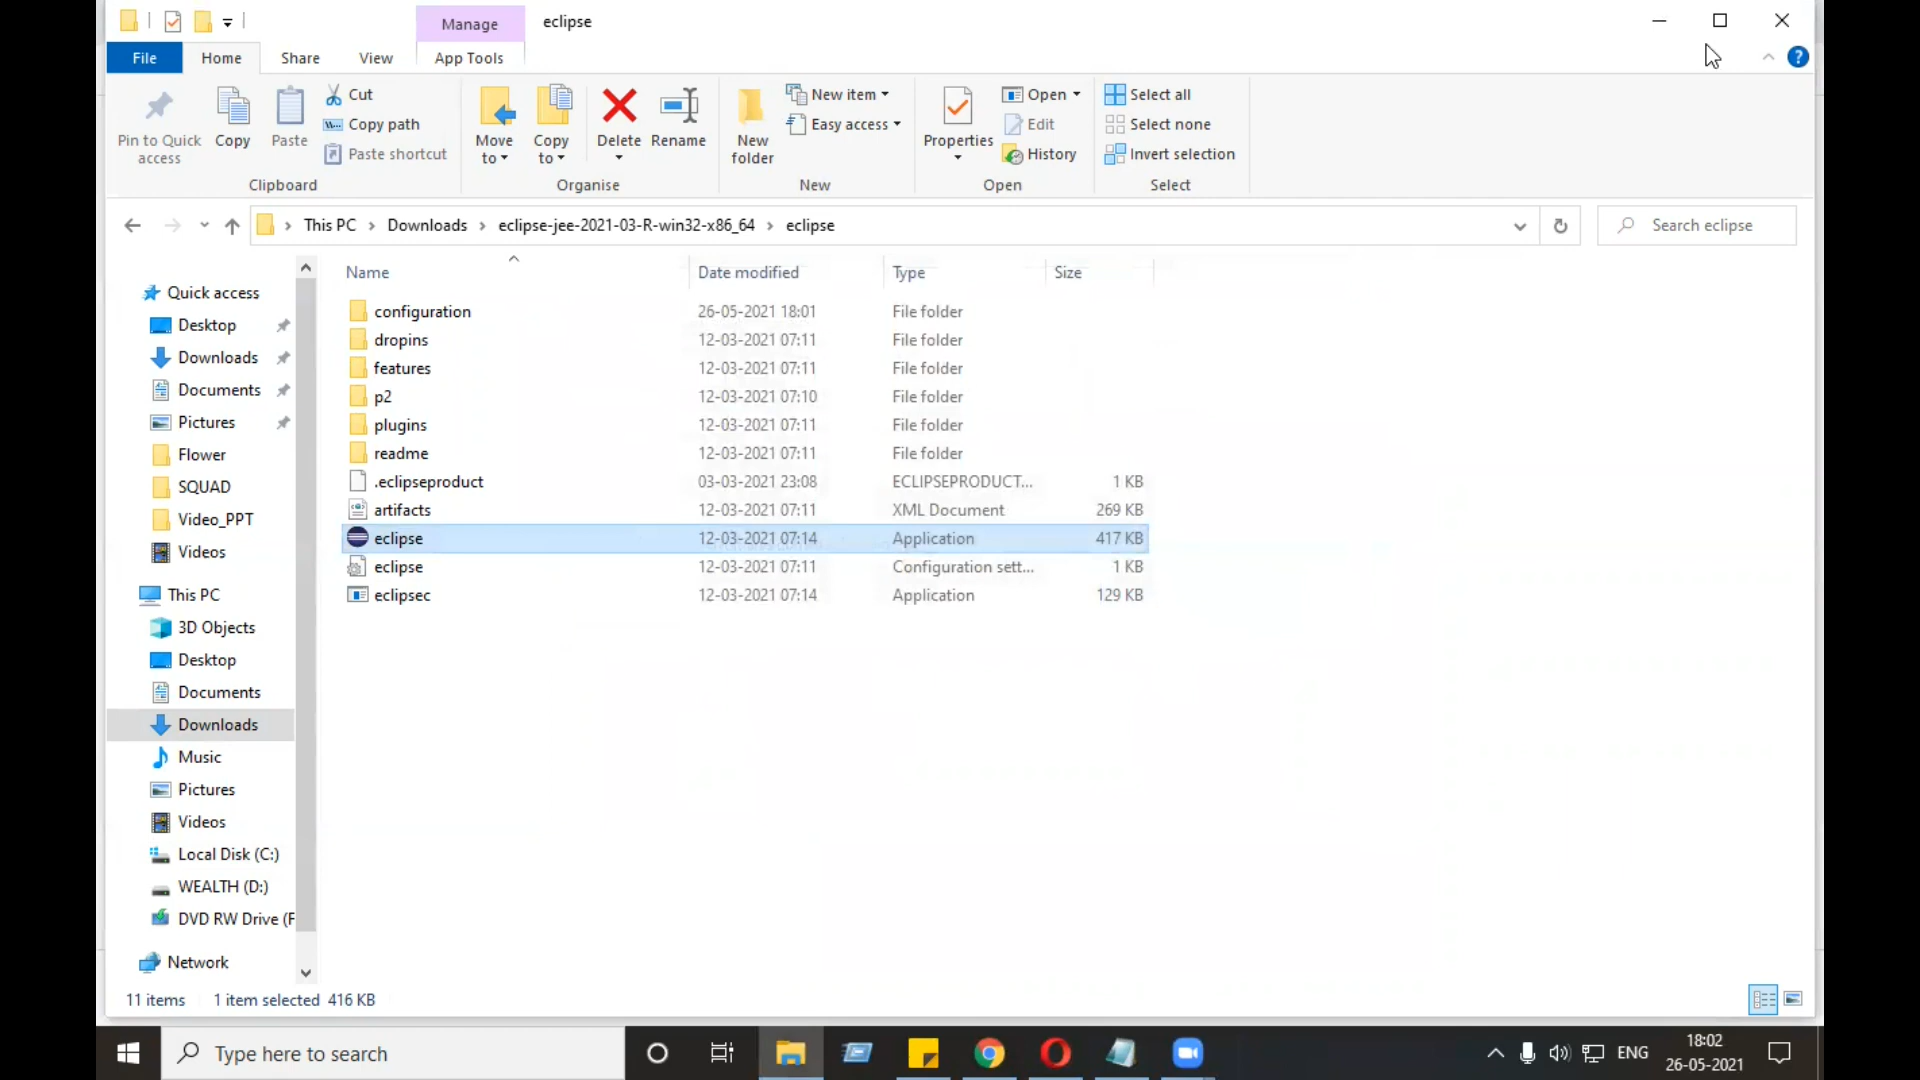 Manage
eclipse
File
Home
Share
View
App Tools
Pin to Quick access
Copy
Paste
Cut
Copy path
Paste shortcut
Clipboard
Move to
Copy to
Delete
Rename
Organise
New folder
New item
Easy access
New
Properties
Open
Edit
History
Open
Select all
Select none
Invert selection
Select
This PC > Downloads > eclipse-jee-2021-03-R-win32-x86_64 > eclipse
Search eclipse
Name Date modified Type Size
configuration 26-05-2021 18:01 File folder
dropins 12-03-2021 07:11 File folder
features 12-03-2021 07:11 File folder
p2 12-03-2021 07:10 File folder
plugins 12-03-2021 07:11 File folder
readme 12-03-2021 07:11 File folder
.eclipseproduct 03-03-2021 23:08 ECLIPSEPRODUCT... 1 KB
artifacts 12-03-2021 07:11 XML Document 269 KB
eclipse 12-03-2021 07:14 Application 417 KB
eclipse 12-03-2021 07:11 Configuration sett... 1 KB
eclipsec 12-03-2021 07:14 Application 129 KB
Quick access
Desktop
Downloads
Documents
Pictures
Flower
SQUAD
Video_PPT
Videos
This PC
3D Objects
Desktop
Documents
Downloads
Music
Pictures
Videos
Local Disk (C:)
WEALTH (D:)
DVD RW Drive (F
Network
11 items 1 item selected 416 KB
Type here to search
ENG
18:02
26-05-2021